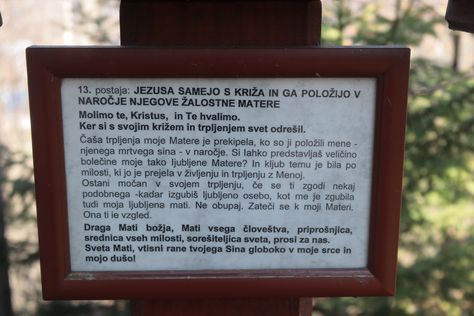 13. postaja: JEZUSA SAMEJO S KRIŽA IN GA POLOŽIJO V
NAROČJE NJEGOVE ŽALOSTNE MATERE
Molimo te, Kristus, in Te hvalimo.
Ker si s svojim križem in trpljenjem svet odrešil.
Čaša trpljenja moje Matere je prekipela, ko so ji položili mene -
njenega mrtvega sina - v naročje. Si lahko predstavljaš veličino
bolečine moje tako ljubljene Matere? In kljub temu je bila po
milosti, ki jo je prejela v življenju in trpljenju z Menoj.
Ostani močan v svojem trpljenju, če se ti zgodi nekaj
podobnega -kadar izgubiš ljubljeno osebo, kot me je zgubila
tudi moja ljubljena mati. Ne obupaj. Zateči se k moji Materi.
Ona ti je vzgled.
Draga Mati božja, Mati vsega človeštva, priprošnjica,
srednica vseh milosti, sorešiteljica sveta, prosi za nas.
Sveta Mati, vtisni rane tvojega Sina globoko v moje srce in
mojo dušo!